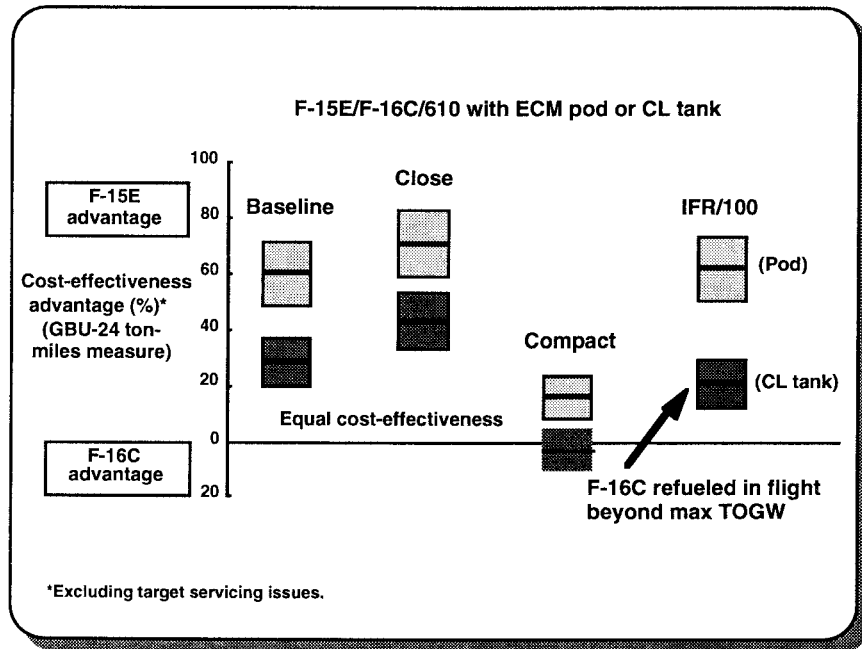 F-15E/F-16C/610 with ECM pod or CL tank
F-15E
advantage
Cost-effectiveness
advantage (%)*
(GBU-24 ton-
miles measure)
F-16C
advantage
100
80
60
40
20
0
20
Baseline
Close
Compact
IFR/100
(Pod)
(CL tank)
Equal cost-effectiveness
F-16C refueled in flight
beyond max TOGW
*Excluding target servicing issues.